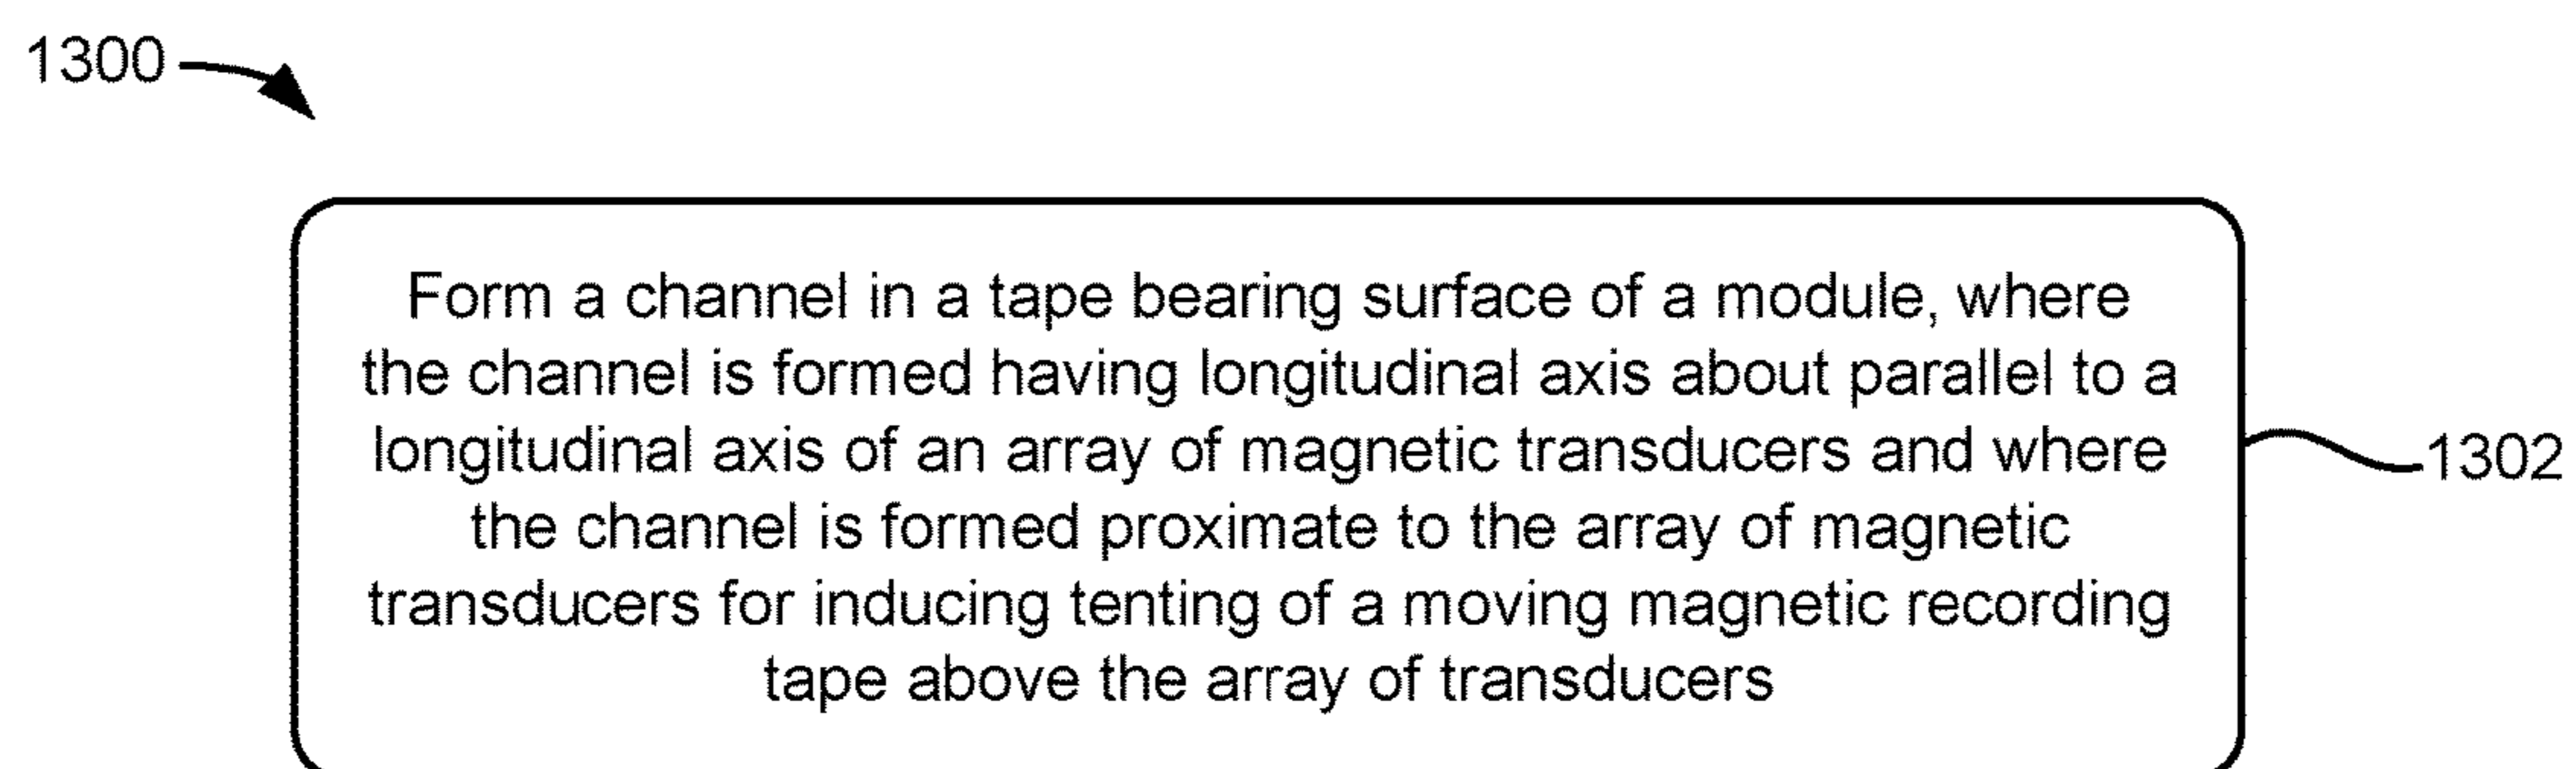 1300
Form a channel in a tape bearing surface of a module, where
the channel is formed having longitudinal axis about parallel to a
longitudinal axis of an array of magnetic transducers and where
the channel is formed proximate to the array of magnetic
transducers for inducing tenting of a moving magnetic recording
tape above the array of transducers
1302